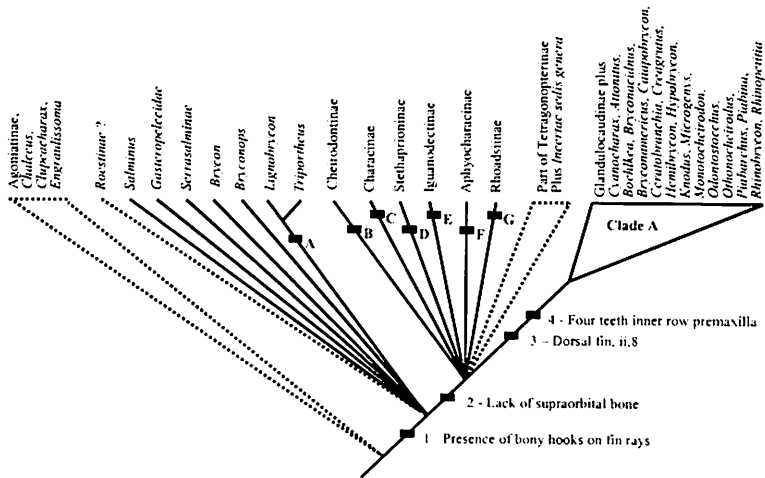 Agoniatinae,
Chalceus,
Clupeacharax,
Engraulisoma
Roestinae ?
Salminus
Gasteropelecidae
Serrasalminae
Brycon
Bryconops
Lignobrycon
Triportheus
Cheirodontinae
Characinae
Stethaprioninae
Iguanodectinae
Aphyocharacinae
Rhoadsiinae
Part of Tetragonopterinae
Plus Incertae sedis genera
Glandulocaudinae plus
Cyanocharax, Attonitus,
Boehlkea, Bryconacidnus,
Bryconamericus, Caiapobrycon,
Ceratobranchia, Creagrutus,
Hemibrycon, Hypobrycon,
Knodus, Microgenys,
Monotocheirodon,
Odontostoechus,
Othonocheirodus,
Piabarchus, Piabina,
Rhinobrycon, Rhinopetitia
Clade A
A
B
C
D
E
F
G
4 - Four teeth inner row premaxilla
3 - Dorsal fin, ii,8
2 - Lack of supraorbital bone
1 Presence of bony hooks on fin rays